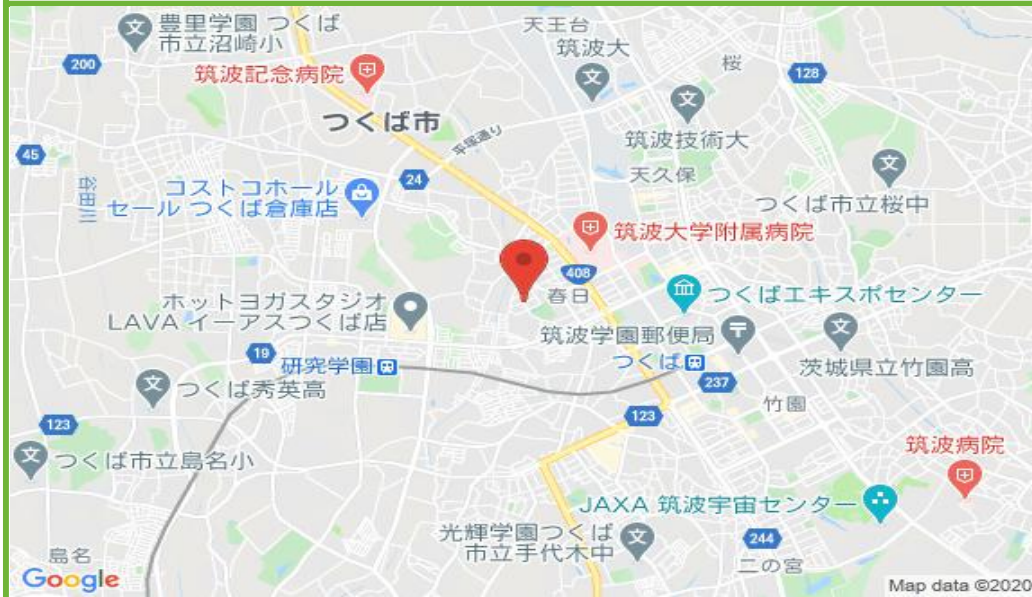 豊里学園 つくば
市立沼崎小
天王台
筑波大
桜
200
筑波記念病院
128
つくば市
平塚通り
筑波技術大
45
谷田川
24
天久保
コストコホール
セール つくば倉庫店
つくば市立桜中
筑波大学附属病院
408
春日
つくばエキスポセンター
ホットヨガスタジオ
LAVA イーアスつくば店
筑波学園郵便局
19
研究学園
つくば
茨城県立竹園高
237
つくば秀英高
竹園
123
123
筑波病院
つくば市立島名小
JAXA 筑波宇宙センター
光輝学園つくば
市立手代木中
244
二の宮
島名
Google
Map data ©2020
文
文
文
文
文
文
文
文